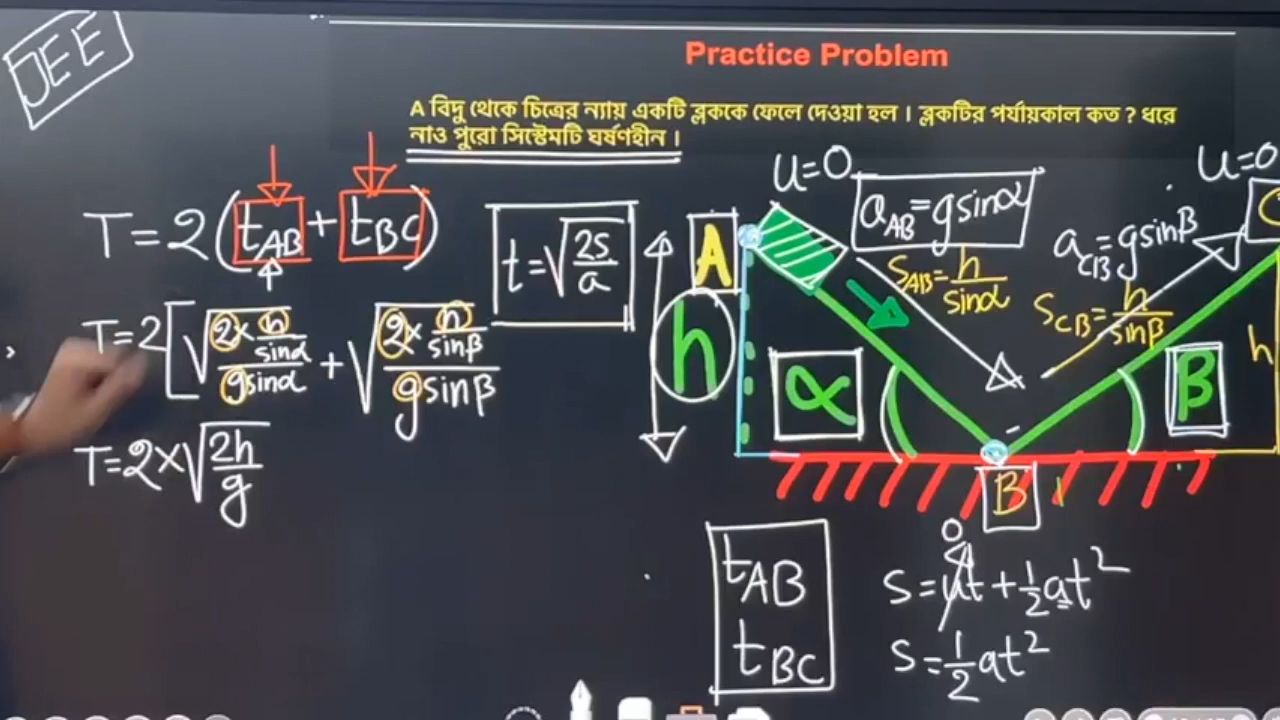 JEE
Practice Problem
A বিদু থেকে চিত্রের ন্যায় একটি ব্লককে ফেলে দেওয়া হল । ব্লকটির পর্যায়কাল কত ? ধরে
নাও পুরো সিস্টেমটি ঘর্ষণহীন ।
T=2(tAB+tBC)
t=√(2s/a)
T=2[√((2×h/sinα)/(gsinα)) + √((2×h/sinβ)/(gsinβ))
T=2×√(2h/g)
u=0
aAB=gsinα
SAB=h/sinα
A
h
α
u=0
C
aCB=gsinβ
SCB=h/sinβ
β
h
B
tAB
tBC
0
s=ut+½at²
s=½at²